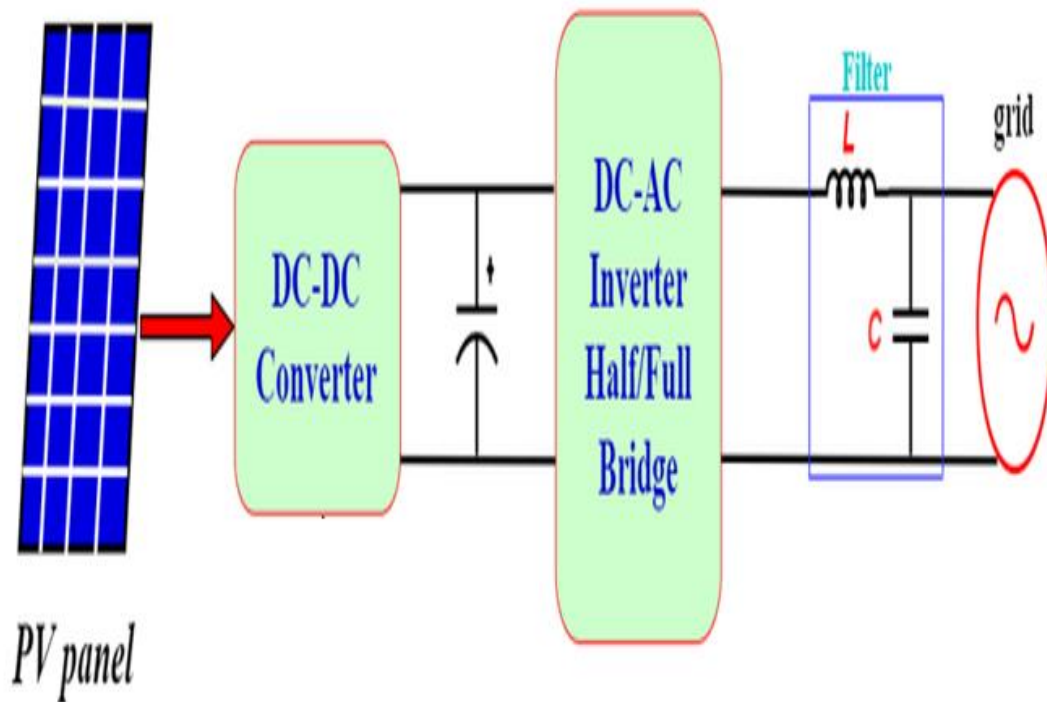 PV panel
DC-DC
Converter
+
DC-AC
Inverter
Half/Full
Bridge
Filter
L
C
grid